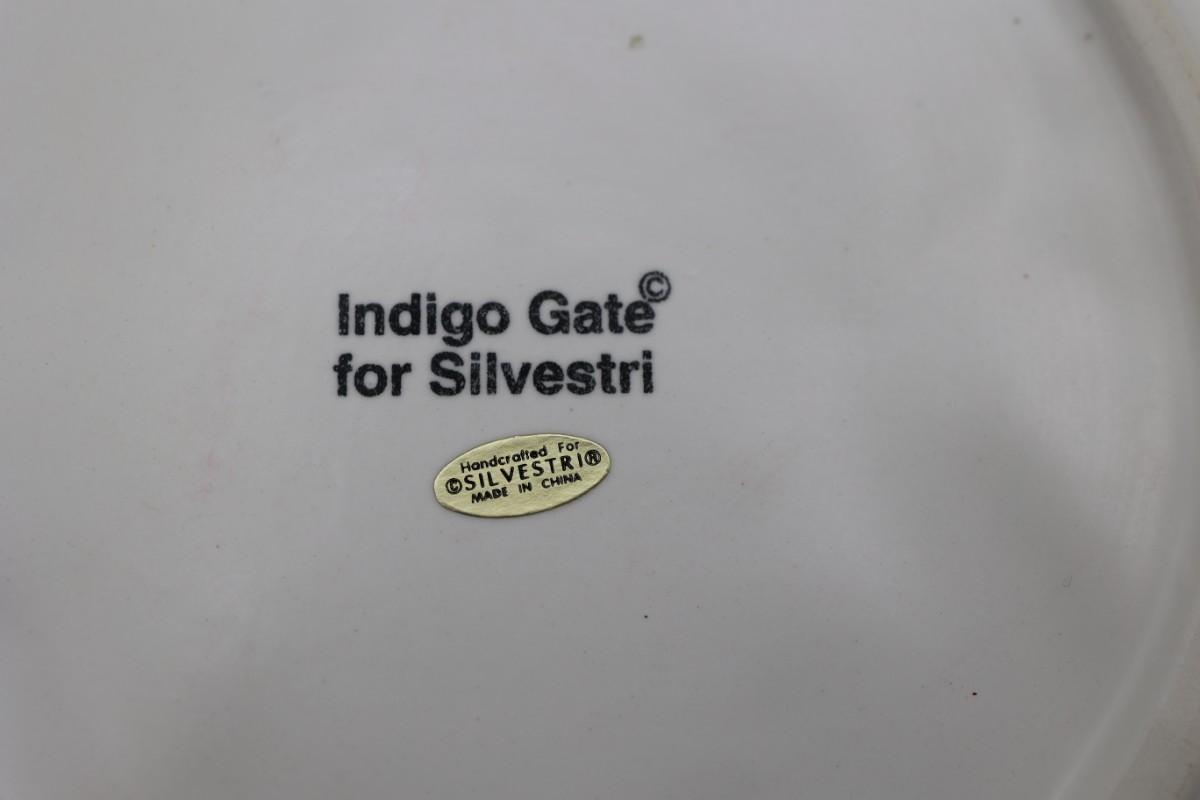 Indigo Gate©
for Silvestri
Handcrafted For
©SILVESTRI®
MADE IN CHINA